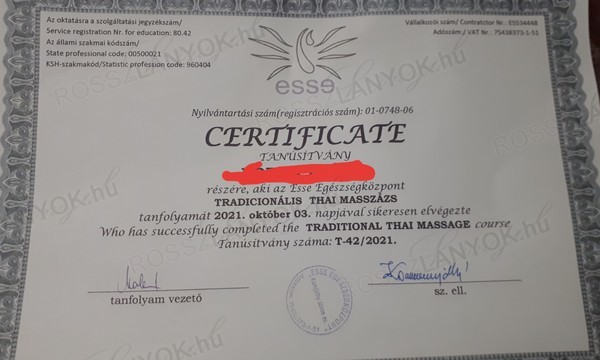 Az oktatásra a szolgáltatási jegyzékszám/
Service registration Nr. for education: 80.42
Az állami szakmai kódszám/
State professional code: 00500021
KSH-szakmakód/Statistic profession code: 960404
Vállalkozói szám/ Contratctor Nr.: ES534448
Adószám / VAT Nr.: 75438373-1-51
esse
Nyilvántartási szám(regisztrációs szám): 01-0748-06
CERTIFICATE
TANÚSÍTVÁNY
részére, aki az Esse Egészségközpont
TRADICIONÁLIS THAI MASSZÁZS
tanfolyamát 2021. október 03. napjával sikeresen elvégezte
Who has successfully completed the TRADITIONAL THAI MASSAGE course
Tanúsítvány száma: T-42/2021.
tanfolyam vezető
sz. ell.
ROSSZLANYOK.hu